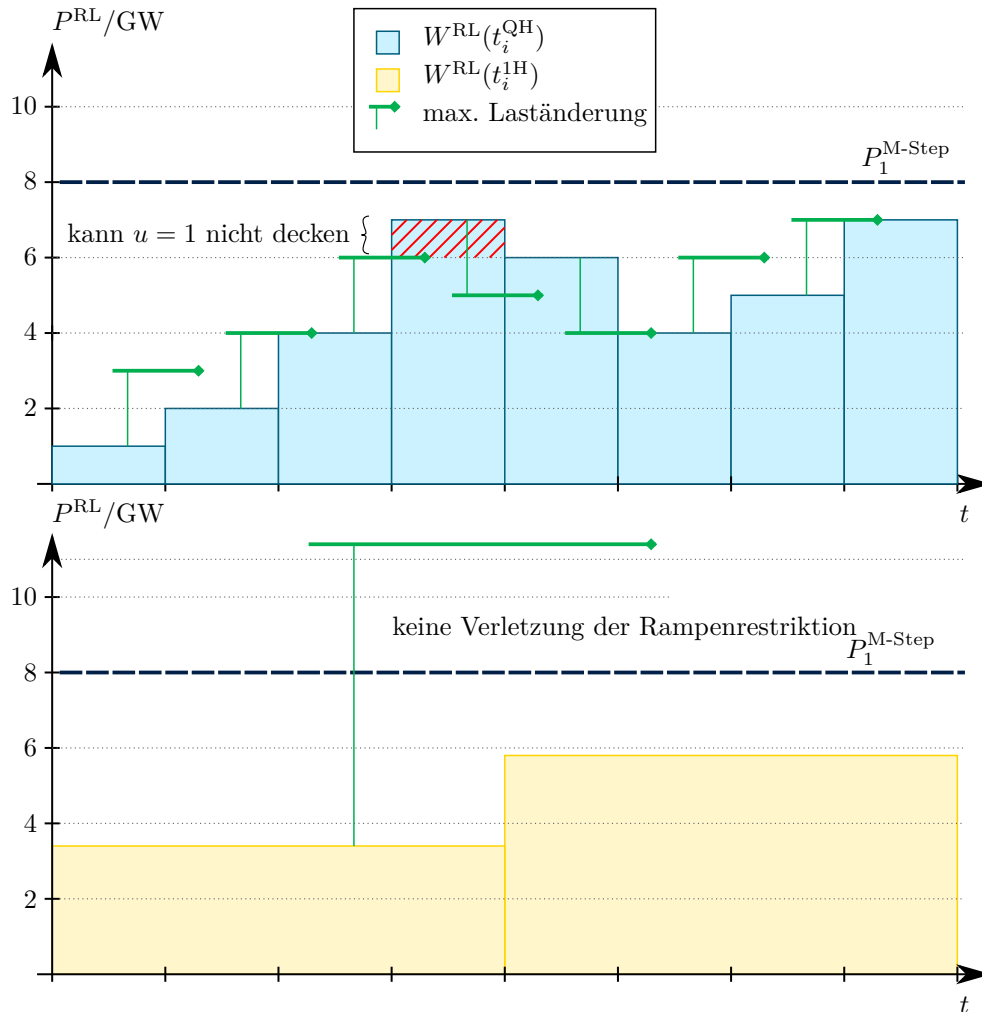 P^RL/GW
W^RL(t_i^QH)
W^RL(t_i^1H)
max. Laständerung
10
P_1^M-Step
8
kann u = 1 nicht decken {
6
4
2
t
P^RL/GW
10
keine Verletzung der Rampenrestriktion
P_1^M-Step
8
6
4
2
t